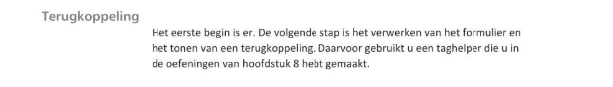 Terugkoppeling
Het eerste begin is er. De volgende stap is het verwerken van het formulier en
het tonen van een terugkoppeling. Daarvoor gebruikt u een taghelper die u in
de oefeningen van hoofdstuk 8 hebt gemaakt.